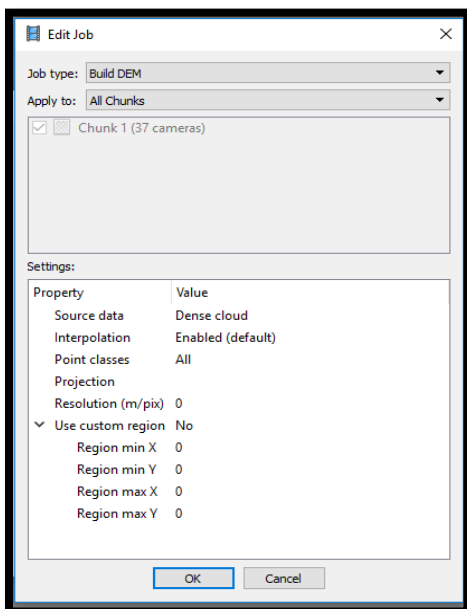 Edit Job
Job type: Build DEM
Apply to: All Chunks
Chunk 1 (37 cameras)
Settings:
Property Value
Source data Dense cloud
Interpolation Enabled (default)
Point classes All
Projection
Resolution (m/pix) 0
Use custom region No
Region min X 0
Region min Y 0
Region max X 0
Region max Y 0
OK Cancel